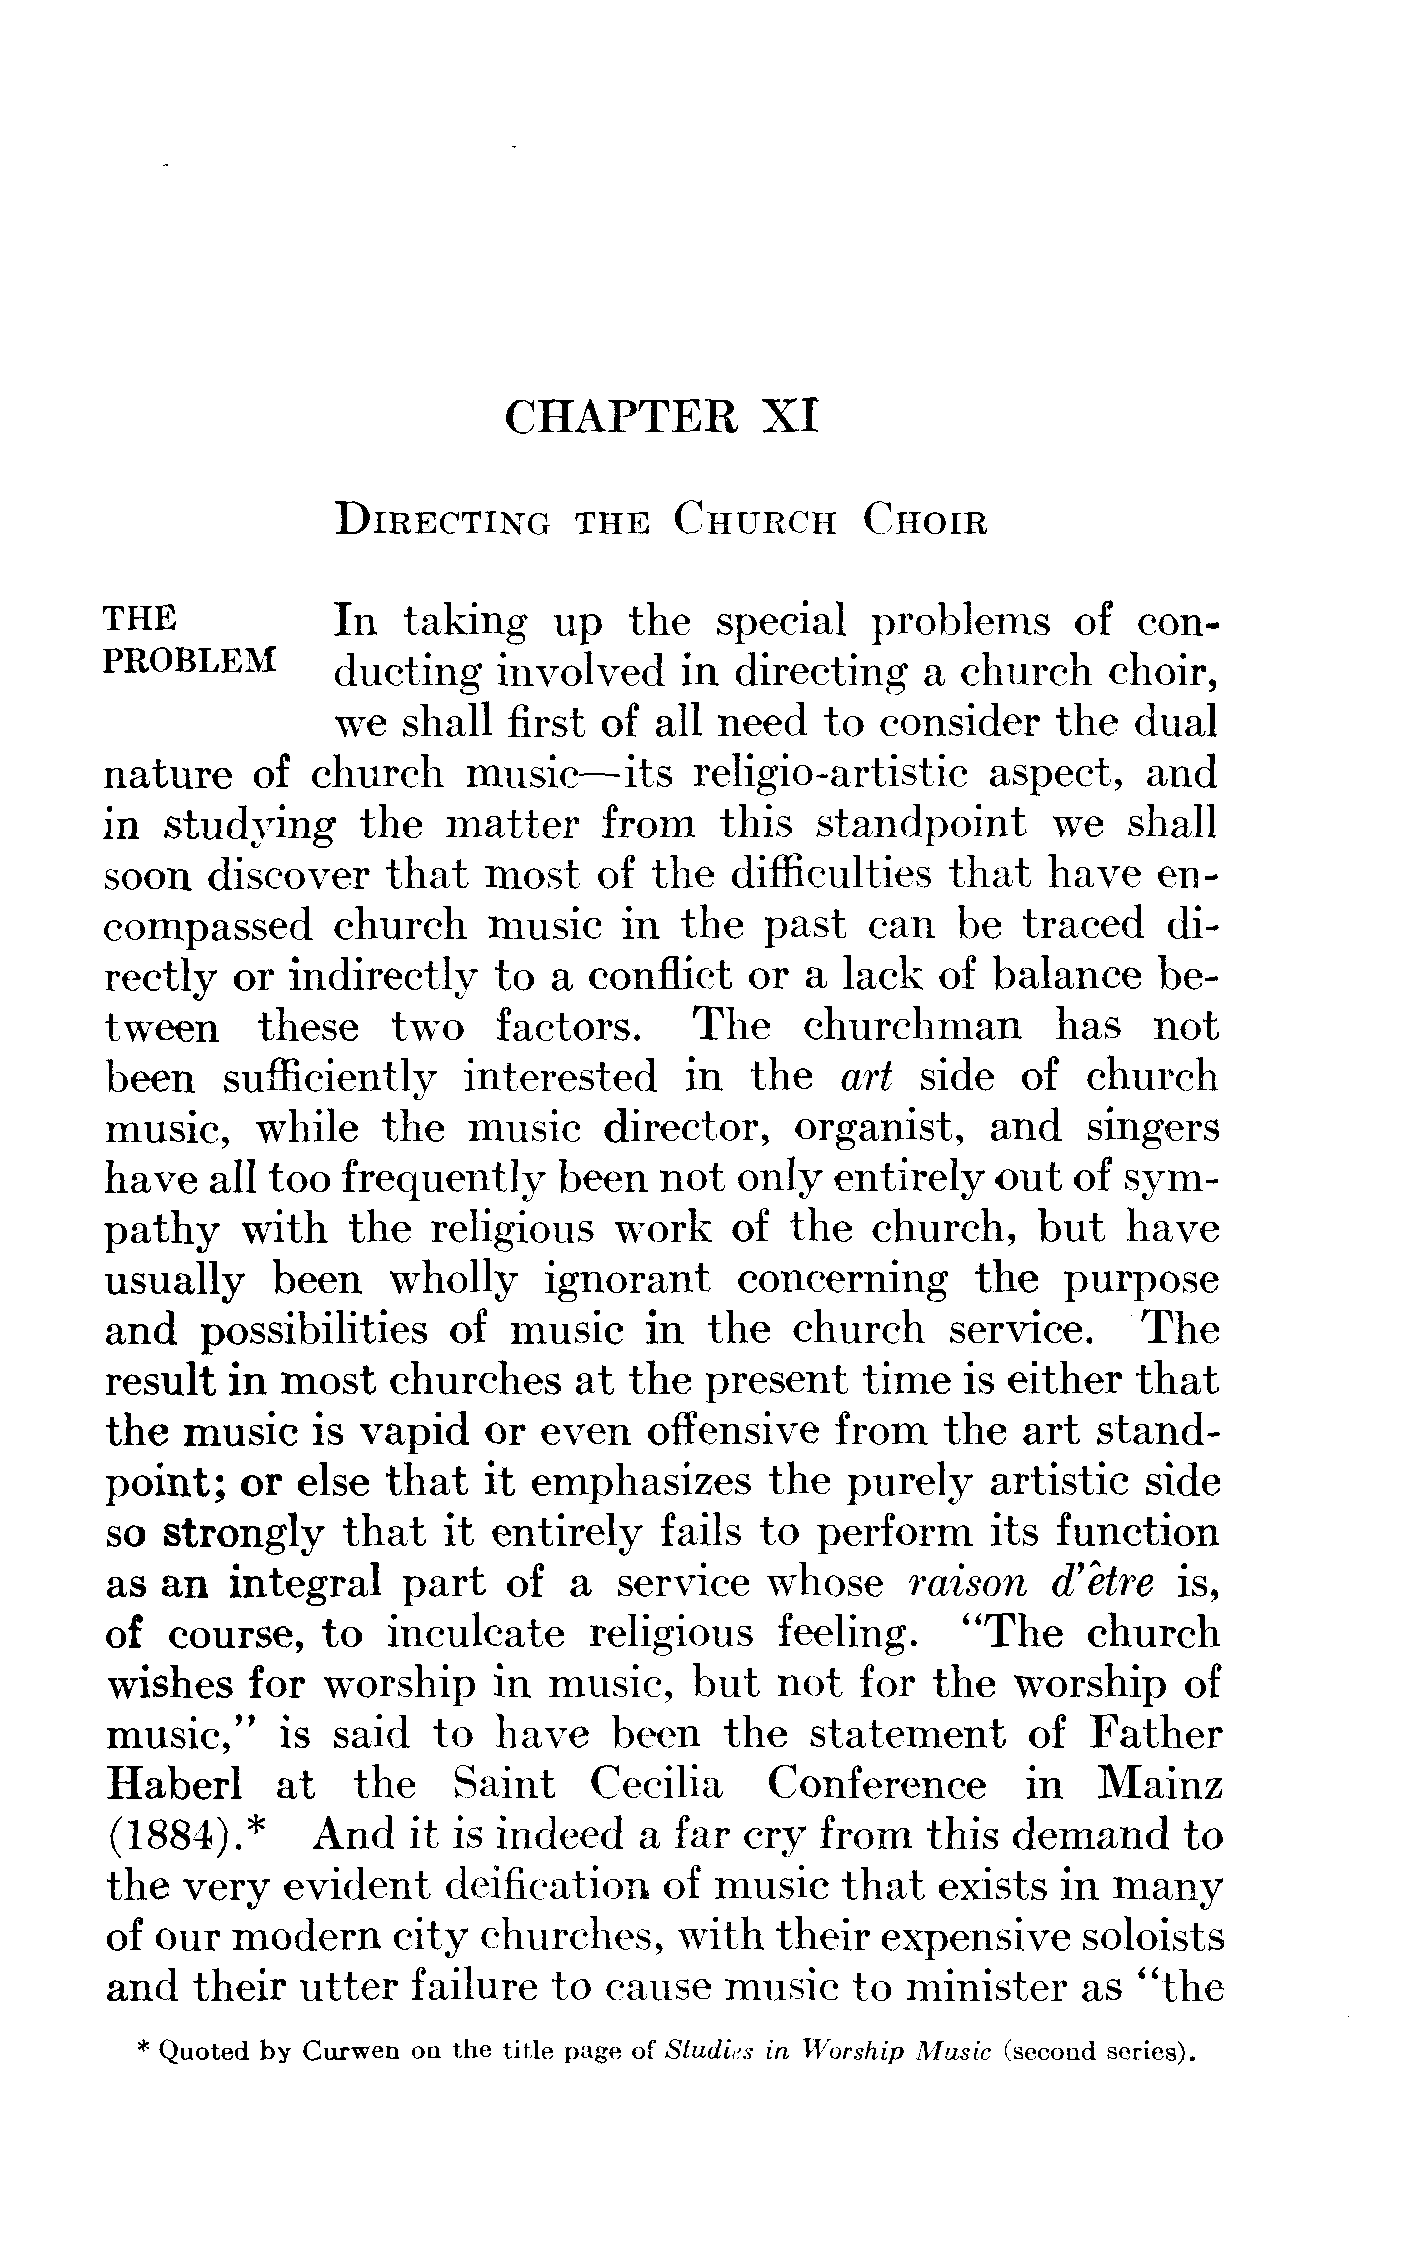 CHAPTER XI
DIRECTING THE CHURCH CHOIR
THE
PROBLEM
In taking up the special problems of con-
ducting involved in directing a church choir,
we shall first of all need to consider the dual
nature of church music—its religio-artistic aspect, and
in studying the matter from this standpoint we shall
soon discover that most of the difficulties that have en-
compassed church music in the past can be traced di-
rectly or indirectly to a conflict or a lack of balance be-
tween these two factors. The churchman has not
been sufficiently interested in the art side of church
music, while the music director, organist, and singers
have all too frequently been not only entirely out of sym-
pathy with the religious work of the church, but have
usually been wholly ignorant concerning the purpose
and possibilities of music in the church service. The
result in most churches at the present time is either that
the music is vapid or even offensive from the art stand-
point; or else that it emphasizes the purely artistic side
so strongly that it entirely fails to perform its function
as an integral part of a service whose raison d'être is,
of course, to inculcate religious feeling. "The church
wishes for worship in music, but not for the worship of
music," is said to have been the statement of Father
Haberl at the Saint Cecilia Conference in Mainz
(1884).* And it is indeed a far cry from this demand to
the very evident deification of music that exists in many
of our modern city churches, with their expensive soloists
and their utter failure to cause music to minister as "the
* Quoted by Curwen on the title page of Studies in Worship Music (second series).